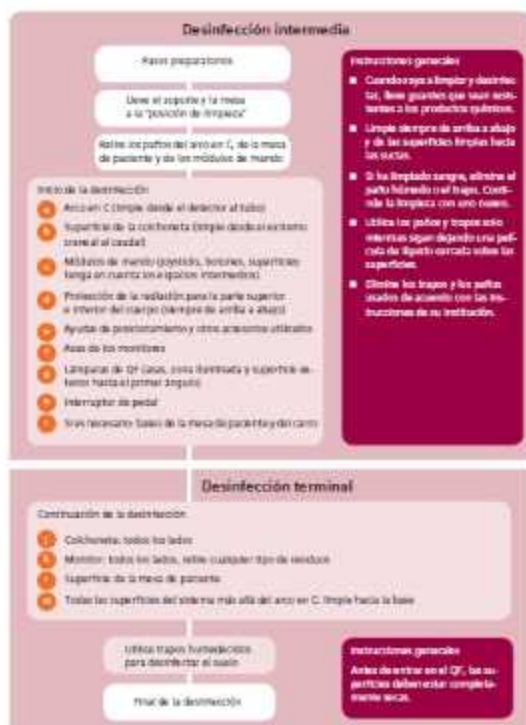 Desinfección intermedia
Pasos preparatorios
Lleve el soporte y la mesa
a la "posición de limpieza"
Retire los paños del arco en C, de la mesa
de paciente y de los módulos de mando
Inicio de la desinfección
Arco en C (limpie desde el detector al tubo)
Superficie de la colchoneta (limpie desde el extremo
craneal al caudal)
Módulos de mando (joysticks, botones, superficies
tenga en cuenta los espacios intermedios)
Protección de la radiación para la parte superior
e inferior del cuerpo (siempre de arriba a abajo)
Ayudas de posicionamiento y otros accesorios utilizados
Asas de los monitores
Lámparas de QF (asas, zona iluminada y superficie ex-
terior hasta el primer ángulo)
Interruptor de pedal
Si es necesario: bases de la mesa de paciente y del carro
Instrucciones generales
■ Cuando vaya a limpiar y desinfec-
tar, lleve guantes que sean resis-
tentes a los productos químicos.
■ Limpie siempre de arriba a abajo
y de las superficies limpias hacia
las sucias.
■ Si ha limpiado sangre, elimine el
paño húmedo o el trapo. Conti-
núe la limpieza con uno nuevo.
■ Utilice los paños y trapos solo
mientras sigan dejando una pelí-
cula de líquido cerrada sobre las
superficies.
■ Elimine los trapos y los paños
usados de acuerdo con las ins-
trucciones de su institución.
Desinfección terminal
Continuación de la desinfección
Colchoneta: todos los lados
Monitor: todos los lados, retire cualquier tipo de residuos
Superficie de la mesa de paciente
Todas las superficies del sistema más allá del arco en C, limpie hacia la base
Utilice trapos humedecidos
para desinfectar el suelo
Final de la desinfección
Instrucciones generales
Antes de entrar en el QF, las su-
perficies deben estar completa-
mente secas.